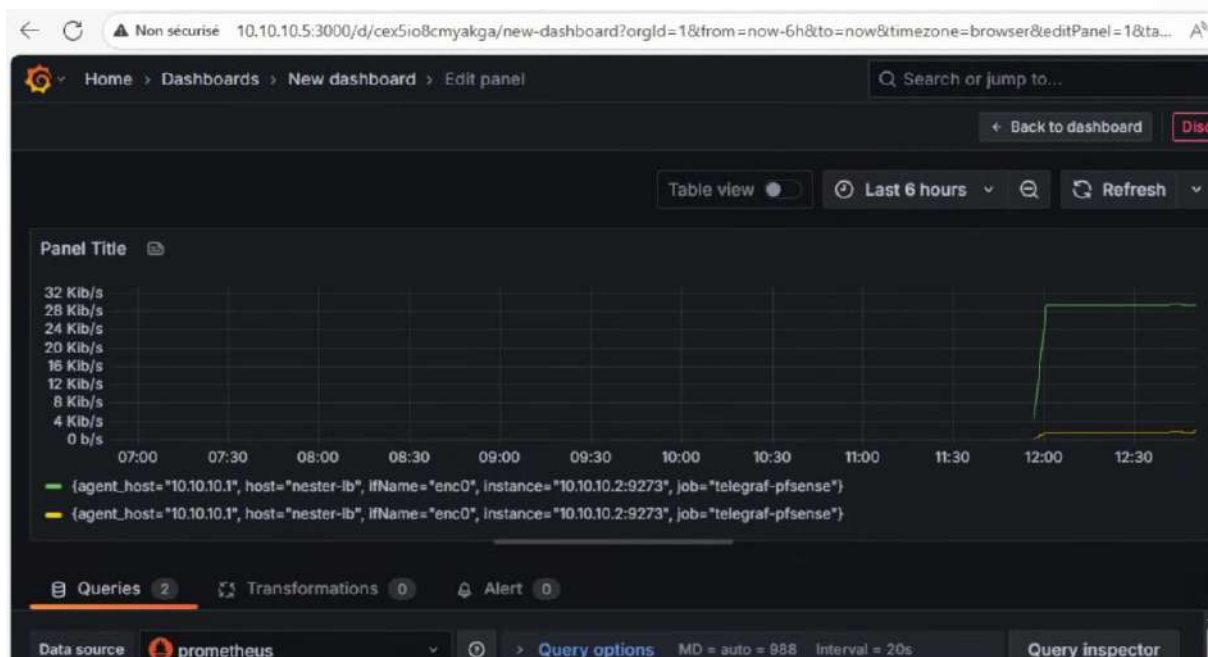 Non sécurisé 10.10.10.5:3000/d/cex5io8cmyakga/new-dashboard?orgId=1&from=now-6h&to=now&timezone=browser&editPanel=1&ta...
Home > Dashboards > New dashboard > Edit panel
Search or jump to...
← Back to dashboard Disc
Table view Last 6 hours Refresh
Panel Title
32 Kib/s
28 Kib/s
24 Kib/s
20 Kib/s
16 Kib/s
12 Kib/s
8 Kib/s
4 Kib/s
0 b/s
07:00 07:30 08:00 08:30 09:00 09:30 10:00 10:30 11:00 11:30 12:00 12:30
{agent_host="10.10.10.1", host="nester-lb", ifName="enc0", instance="10.10.10.2:9273", job="telegraf-pfsense"}
{agent_host="10.10.10.1", host="nester-lb", ifName="enc0", instance="10.10.10.2:9273", job="telegraf-pfsense"}
Queries 2 Transformations 0 Alert 0
Data source prometheus > Query options MD = auto = 988 Interval = 20s Query inspector